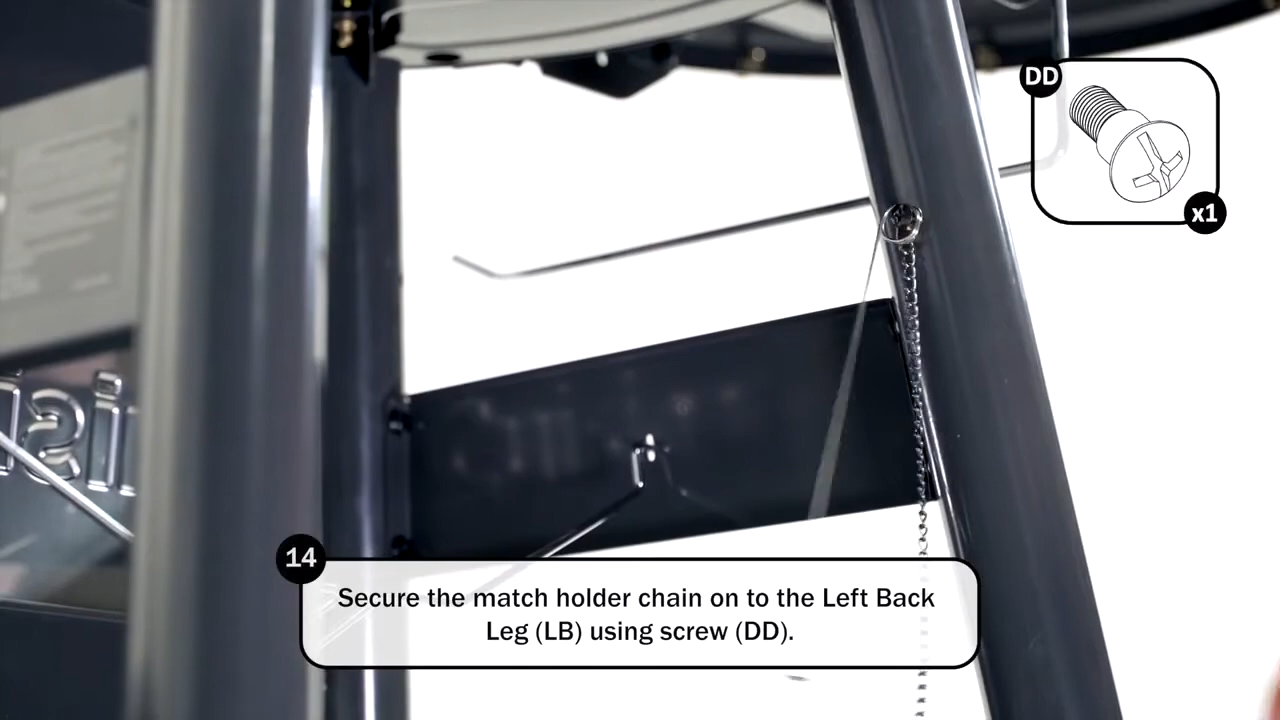 DD
x1
14
Secure the match holder chain on to the Left Back
Leg (LB) using screw (DD).